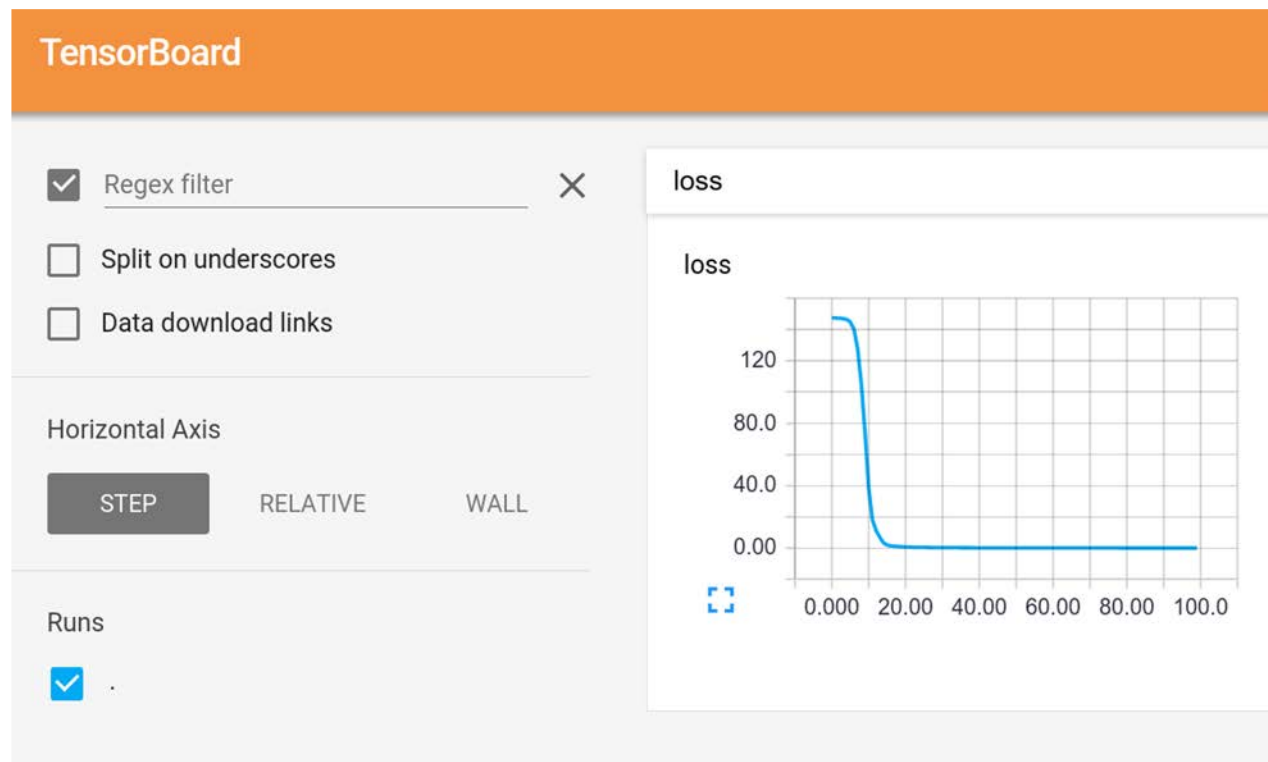 TensorBoard
Regex filter
Split on underscores
Data download links
Horizontal Axis
STEP RELATIVE WALL
Runs
.
loss
loss
120
80.0
40.0
0.00
0.000 20.00 40.00 60.00 80.00 100.0